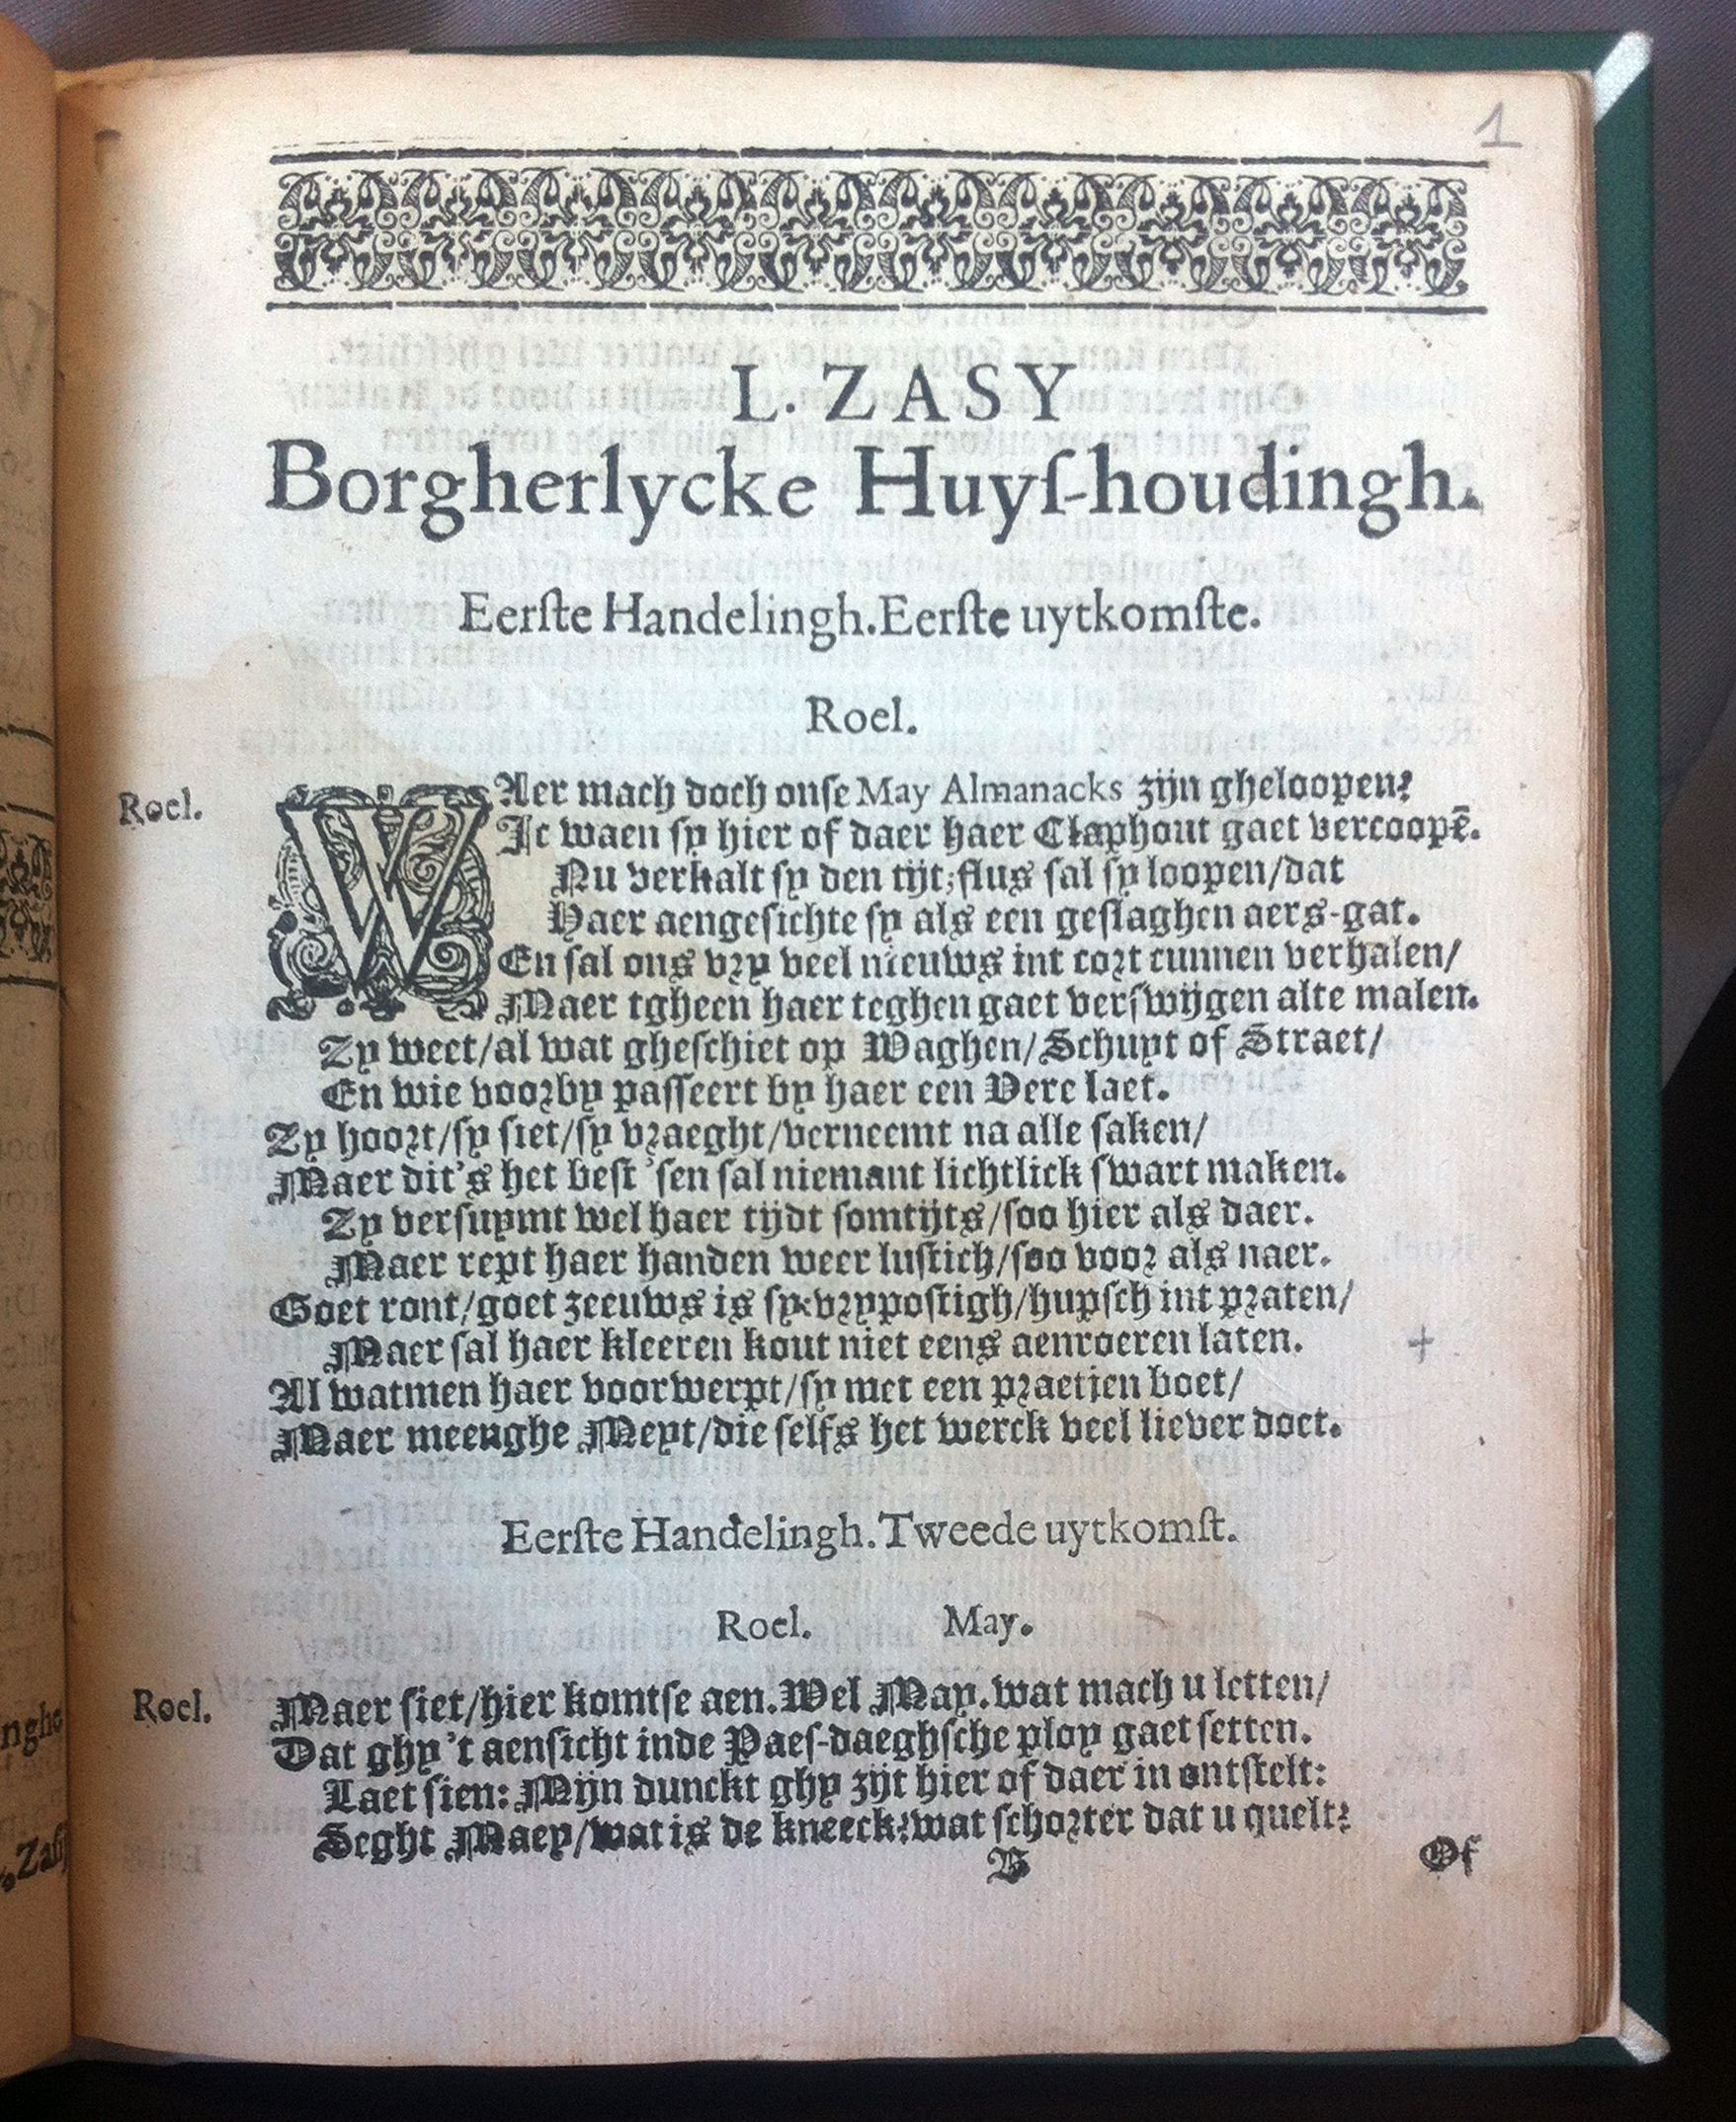 1
L. ZASY
Borgherlycke Huyſ-houdingh.
Eerſte Handelingh. Eerſte uytkomſte.
Roel.
Roel. WAer mach doch onſe May Almanacks zijn gheloopen?
Ic waen ſy hier of daer haer Claphout gaet vercoopē.
Nu verkalt ſy den tijt; flus ſal ſy loopen/dat
Haer aengeſichte ſy als een geſlaghen aers-gat.
En ſal ons vry veel nieuws int cort cunnen verhalen/
Maer tgheen haer teghen gaet verſwijgen alte malen.
Zy weet/al wat gheſchiet op Waghen/Schuyt of Straet/
En wie voorby paſſeert by haer een Vere laet.
Zy hoort/ſy ſiet/ſy vraeght/verneemt na alle ſaken/
Maer dit's het beſt 'ſen ſal niemant lichtlick ſwart maken.
Zy verſuymt wel haer tijdt ſomtijts/ſoo hier als daer.
Maer rept haer handen weer luſtich/ſoo voor als naer.
Goet ront/goet zeeuws is ſy:vrypoſtigh/hupſch int praten/
Maer ſal haer kleeren kout niet eens aenroeren laten.
Al watmen haer voorwerpt/ſy met een praetjen boet/
Maer meenghe Meyt/die ſelfs het werck veel liever doet.
Eerſte Handelingh. Tweede uytkomſt.
Roel. May.
Roel. Maer ſiet/hier komtſe aen. Wel May. wat mach u letten/
Dat ghy 't aenſicht inde Paeſ-daeghſche ploy gaet ſetten.
Laet ſien: Mijn dunckt ghy zijt hier of daer in ontſtelt:
Seght Maey/wat is de kneeck? wat ſchorter dat u quelt?
B Of
nghe
Zaſ